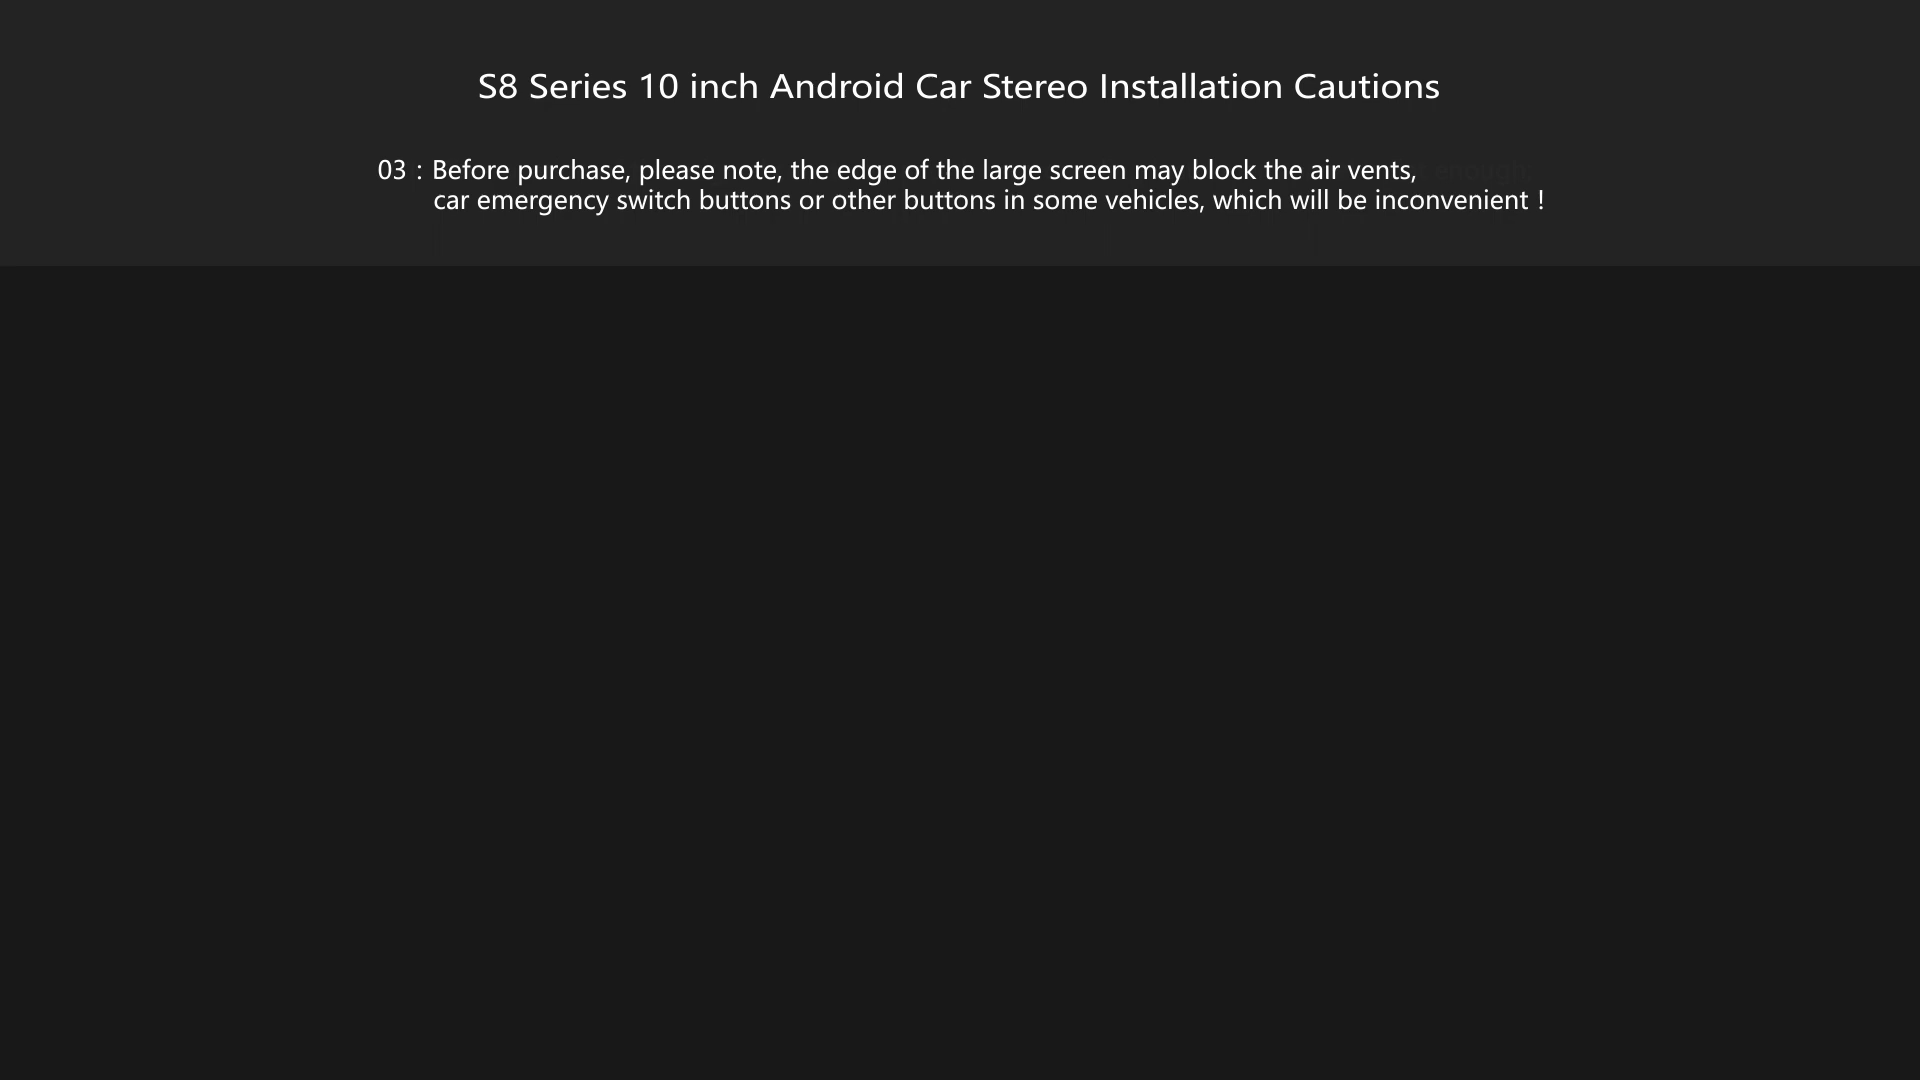 S8 Series 10 inch Android Car Stereo Installation Cautions
03 : Before purchase, please note, the edge of the large screen may block the air vents,
car emergency switch buttons or other buttons in some vehicles, which will be inconvenient !